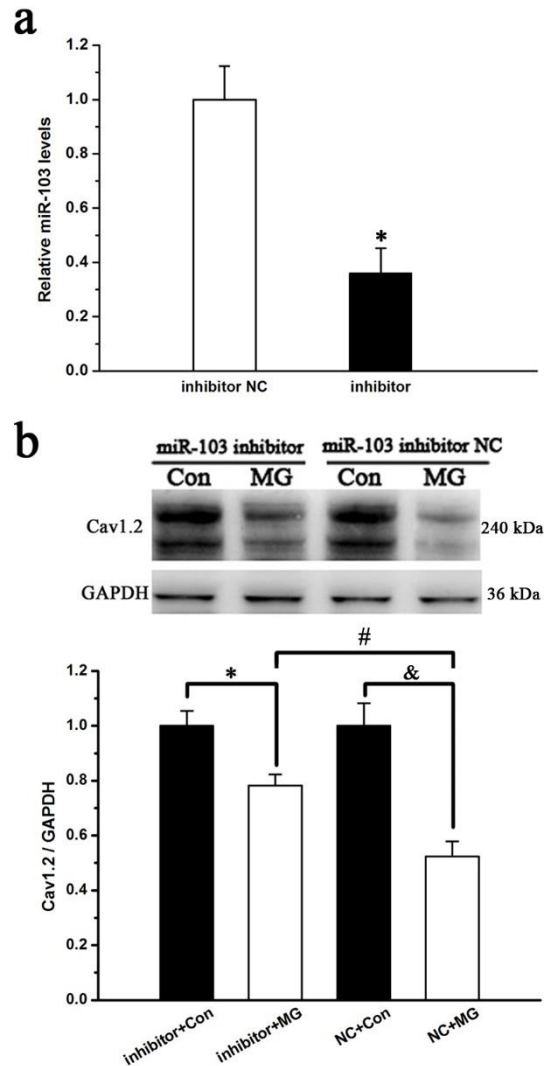 a
Relative miR-103 levels
1.2
1.0
0.8
0.6
0.4
0.2
0.0
*
inhibitor NC
inhibitor
b
miR-103 inhibitor
miR-103 inhibitor NC
Con
MG
Con
MG
Cav1.2
240 kDa
GAPDH
36 kDa
Cav1.2 / GAPDH
1.2
1.0
0.8
0.6
0.4
0.2
0.0
#
*
&
inhibitor+Con
inhibitor+MG
NC+Con
NC+MG